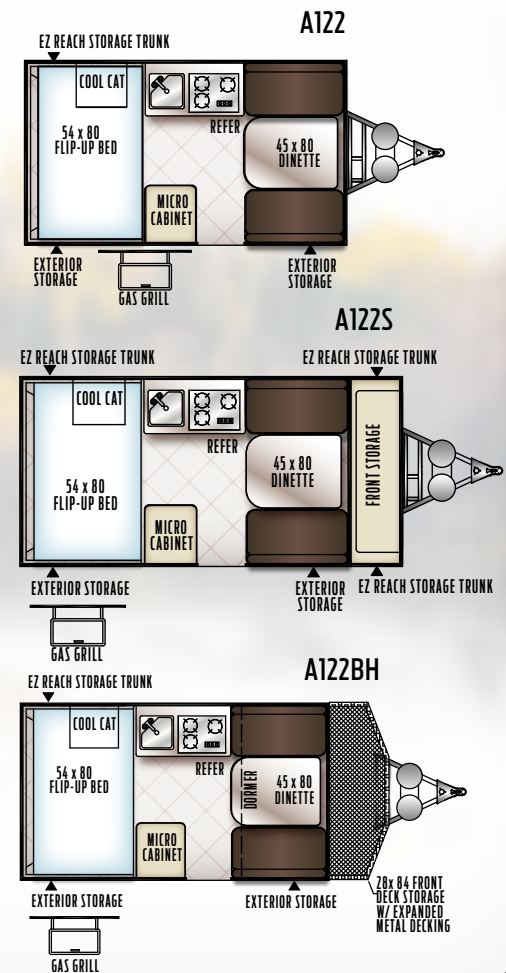 A122
EZ REACH STORAGE TRUNK
COOL CAT
54 x 80
FLIP-UP BED
REFER
45 x 80
DINETTE
MICRO
CABINET
EXTERIOR
STORAGE
GAS GRILL
EXTERIOR
STORAGE
A122S
EZ REACH STORAGE TRUNK
EZ REACH STORAGE TRUNK
COOL CAT
REFER
45 x 80
DINETTE
FRONT STORAGE
54 x 80
FLIP-UP BED
MICRO
CABINET
EXTERIOR STORAGE
EXTERIOR
STORAGE
EZ REACH STORAGE TRUNK
GAS GRILL
A122BH
EZ REACH STORAGE TRUNK
COOL CAT
54 x 80
FLIP-UP BED
REFER
DORMER
45 x 80
DINETTE
MICRO
CABINET
EXTERIOR STORAGE
EXTERIOR STORAGE
28x 84 FRONT
DECK STORAGE
W/ EXPANDED
METAL DECKING
GAS GRILL